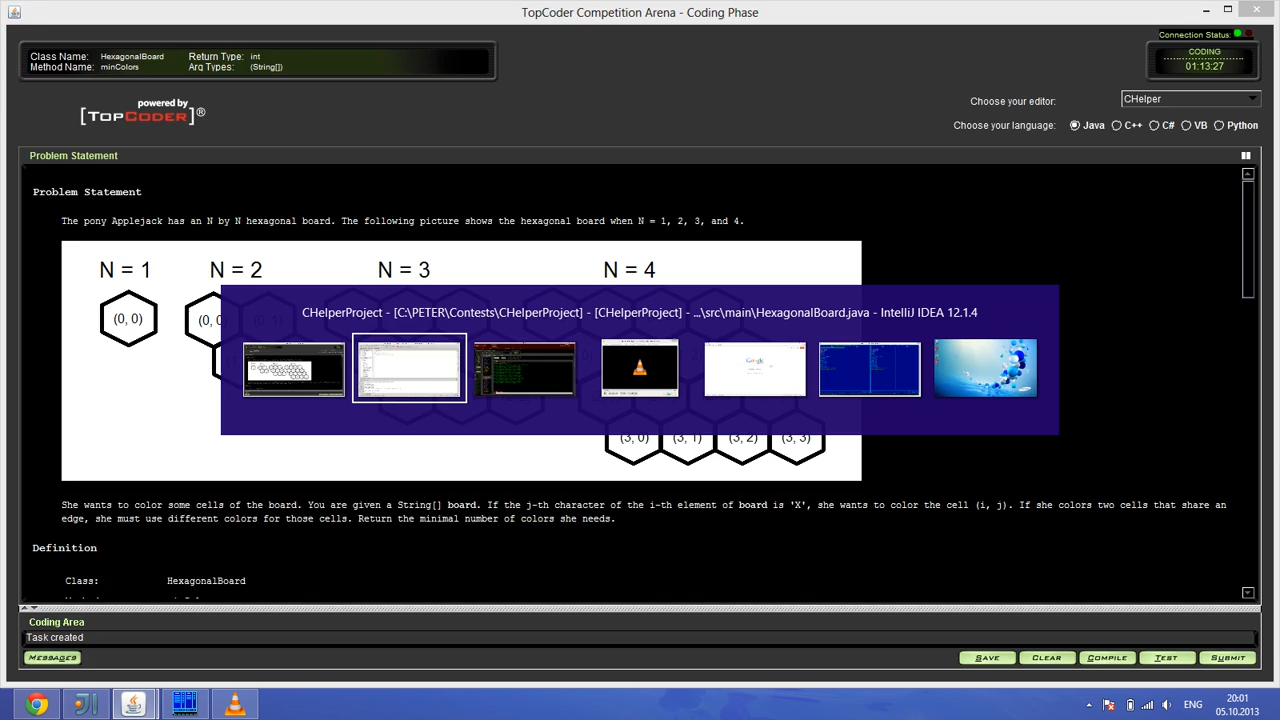 TopCoder Competition Arena - Coding Phase
Connection Status:
Class Name: HexagonalBoard Return Type: int
Method Name: minColors Arg Types: (String[])
CODING
01:13:27
powered by
[TOPCODER]®
Choose your editor: CHelper
Choose your language: Java C++ C# VB Python
Problem Statement
Problem Statement
The pony Applejack has an N by N hexagonal board. The following picture shows the hexagonal board when N = 1, 2, 3, and 4.
N = 1 N = 2 N = 3 N = 4
(0, 0) (0, 0) (0, 1)
CHelperProject - [C:\PETER\Contests\CHelperProject] - [CHelperProject] - ...\src\main\HexagonalBoard.java - IntelliJ IDEA 12.1.4
Google
(3, 0) (3, 1) (3, 2) (3, 3)
She wants to color some cells of the board. You are given a String[] board. If the j-th character of the i-th element of board is 'X', she wants to color the cell (i, j). If she colors two cells that share an
edge, she must use different colors for those cells. Return the minimal number of colors she needs.
Definition
Class: HexagonalBoard
Coding Area
Task created
MESSAGES SAVE CLEAR COMPILE TEST SUBMIT
ENG
20:01
05.10.2013